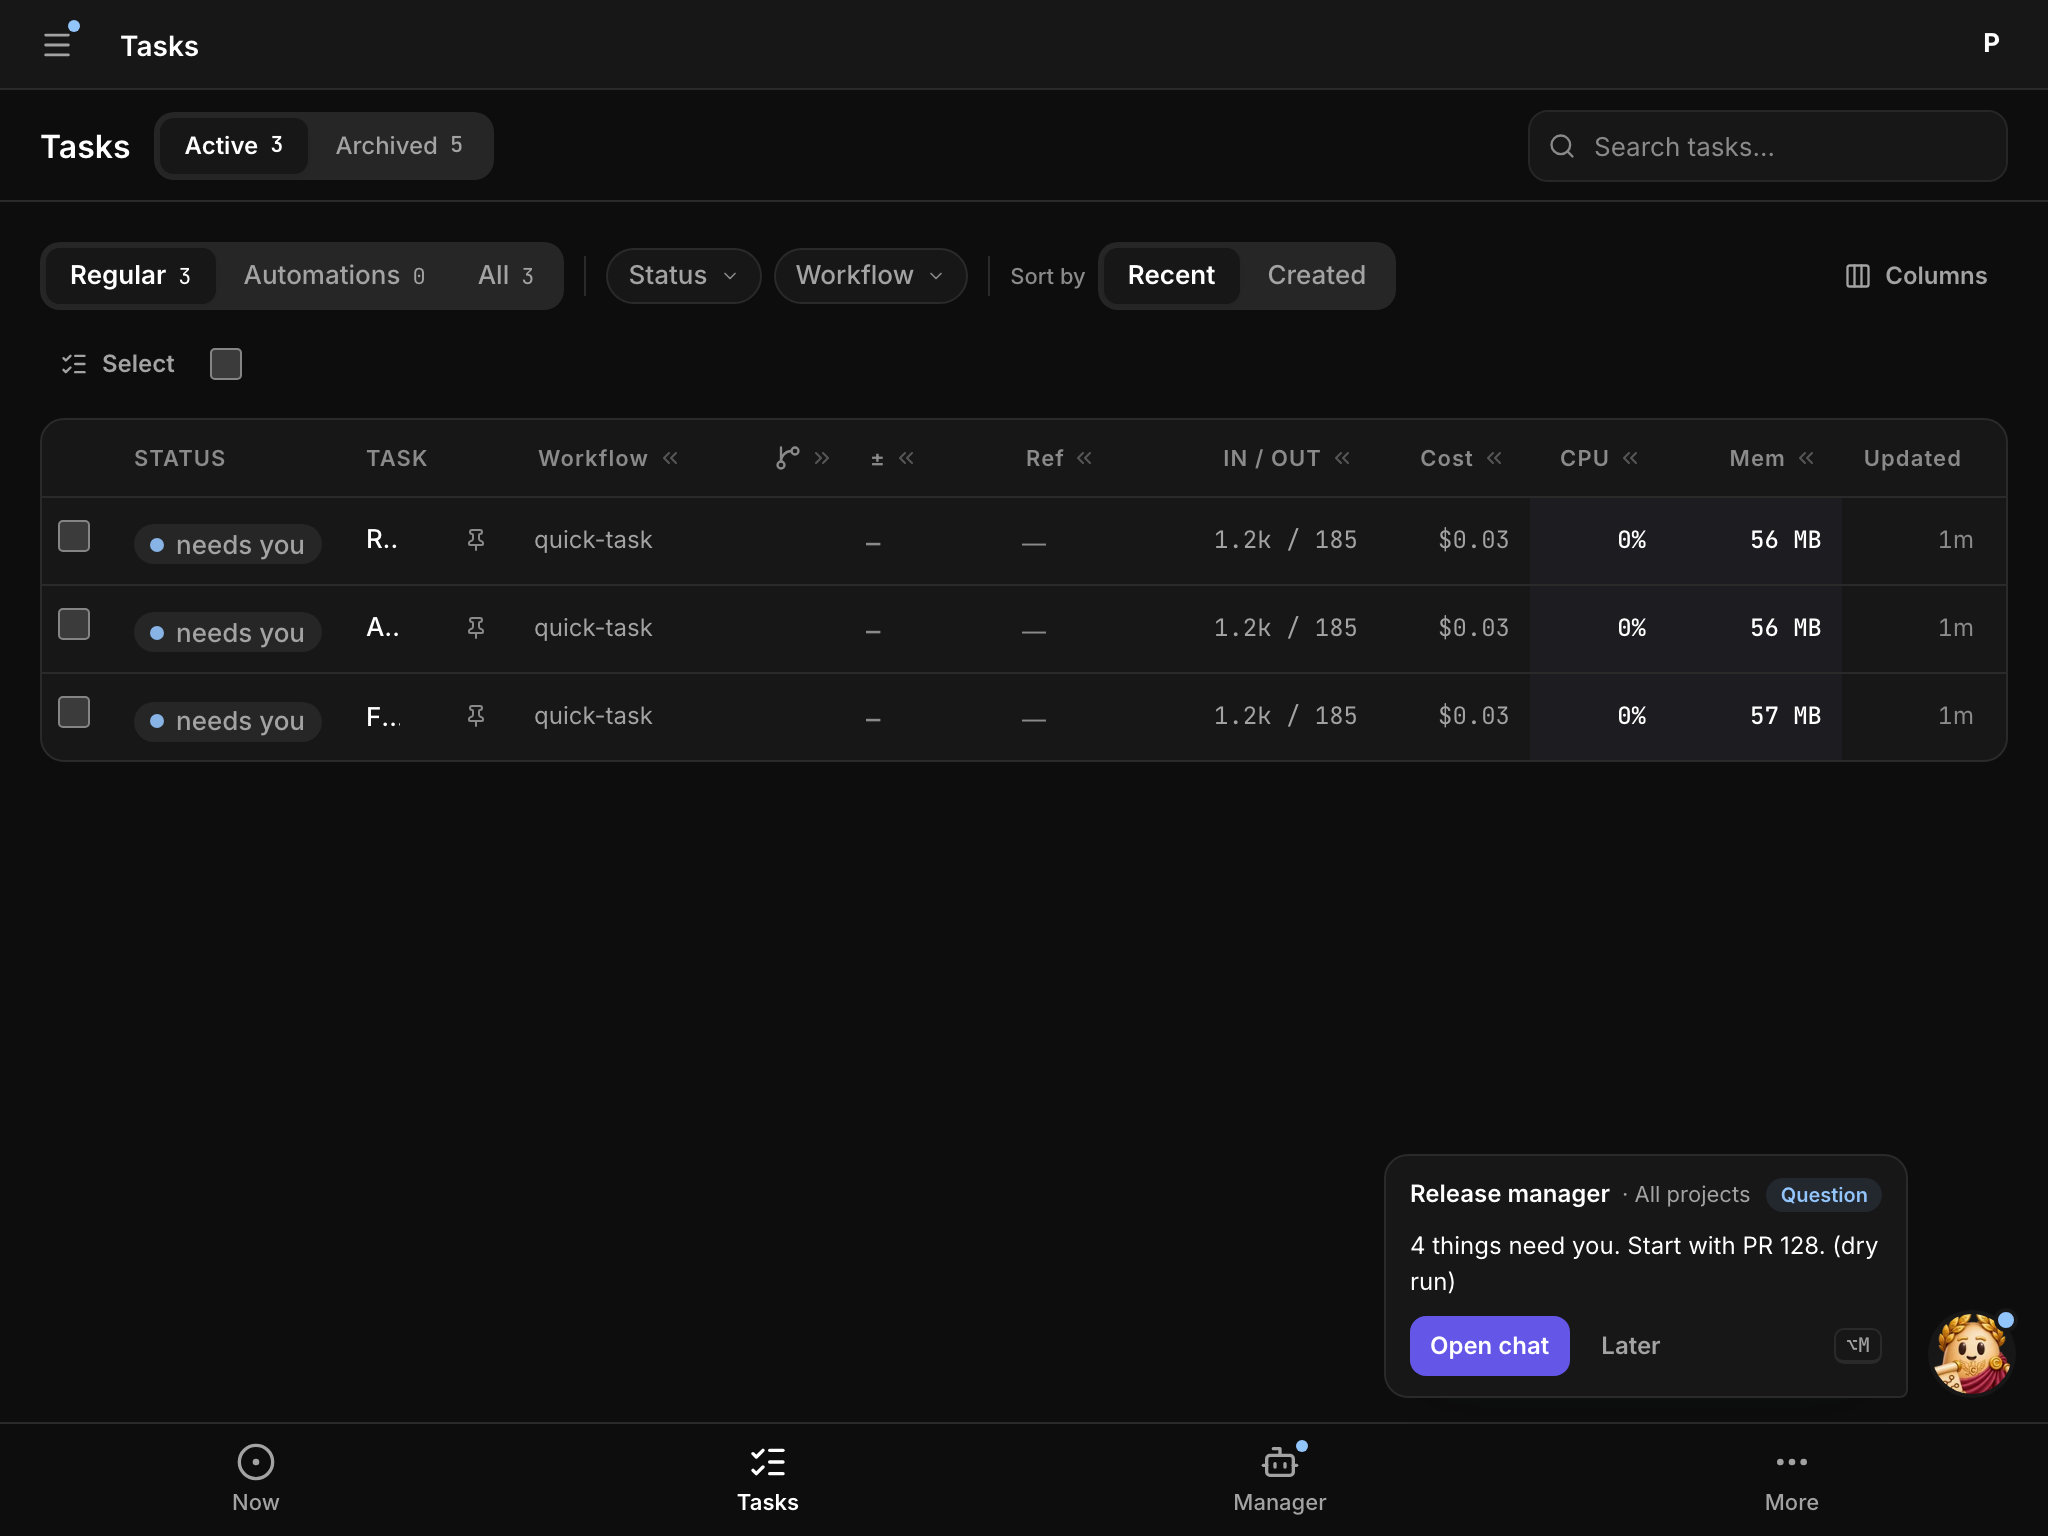 Tasks
P
Tasks Active 3 Archived 5 Search tasks...
Regular 3 Automations 0 All 3 Status Workflow Sort by Recent Created Columns
Select
STATUS TASK Workflow ± Ref IN / OUT Cost CPU Mem Updated
needs you R.. quick-task – — 1.2k / 185 $0.03 0% 56 MB 1m
needs you A.. quick-task – — 1.2k / 185 $0.03 0% 56 MB 1m
needs you F... quick-task – — 1.2k / 185 $0.03 0% 57 MB 1m
Release manager · All projects Question
4 things need you. Start with PR 128. (dry
run)
Open chat Later ⌥M
Now Tasks Manager More